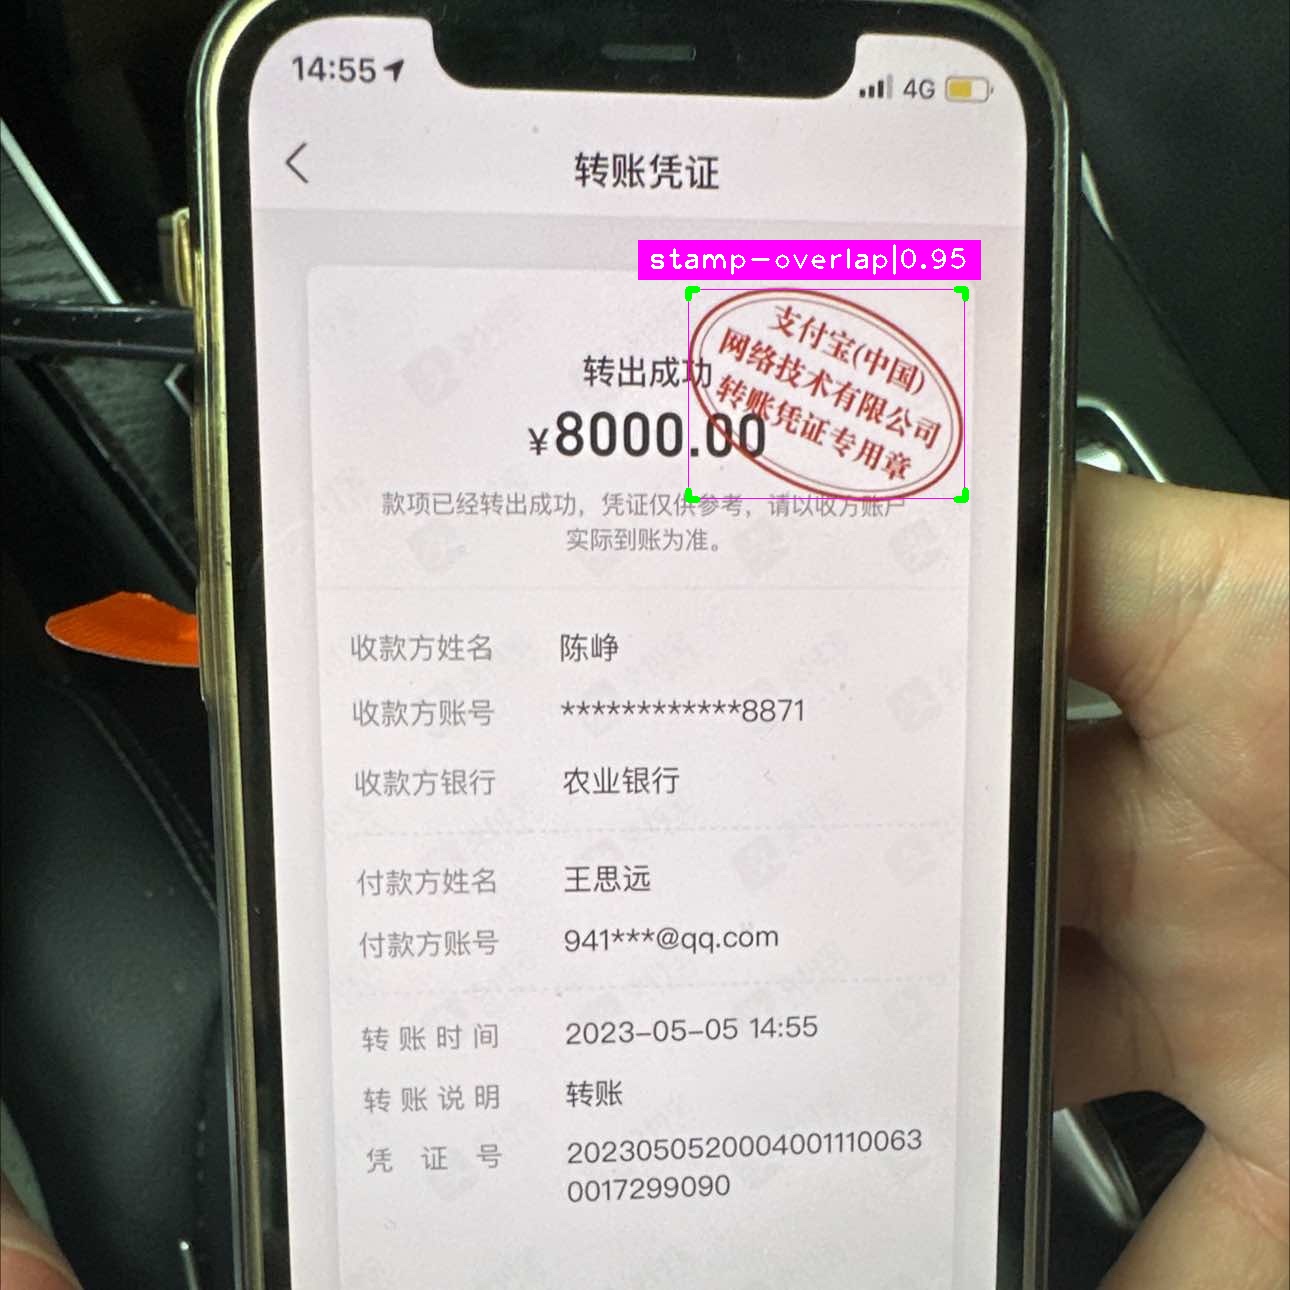 14:55
4G
转账凭证
stamp-overlap|0.95
支付宝(中国)
网络技术有限公司
转账凭证专用章
转出成功
¥8000.00
款项已经转出成功，凭证仅供参考，请以收方账户
实际到账为准。
收款方姓名 陈峥
收款方账号 ************8871
收款方银行 农业银行
付款方姓名 王思远
付款方账号 941***@qq.com
转账时间 2023-05-05 14:55
转账说明 转账
凭证号 2023050520004001110063
0017299090